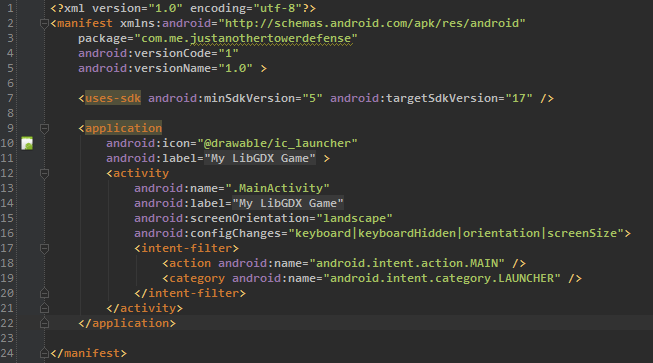 1 <?xml version="1.0" encoding="utf-8"?>
2 <manifest xmlns:android="http://schemas.android.com/apk/res/android"
3     package="com.me.justanothertowerdefense"
4     android:versionCode="1"
5     android:versionName="1.0" >
6
7     <uses-sdk android:minSdkVersion="5" android:targetSdkVersion="17" />
8
9     <application
10         android:icon="@drawable/ic_launcher"
11         android:label="My LibGDX Game" >
12         <activity
13             android:name=".MainActivity"
14             android:label="My LibGDX Game"
15             android:screenOrientation="landscape"
16             android:configChanges="keyboard|keyboardHidden|orientation|screenSize">
17             <intent-filter>
18                 <action android:name="android.intent.action.MAIN" />
19                 <category android:name="android.intent.category.LAUNCHER" />
20             </intent-filter>
21         </activity>
22     </application>
23
24 </manifest>